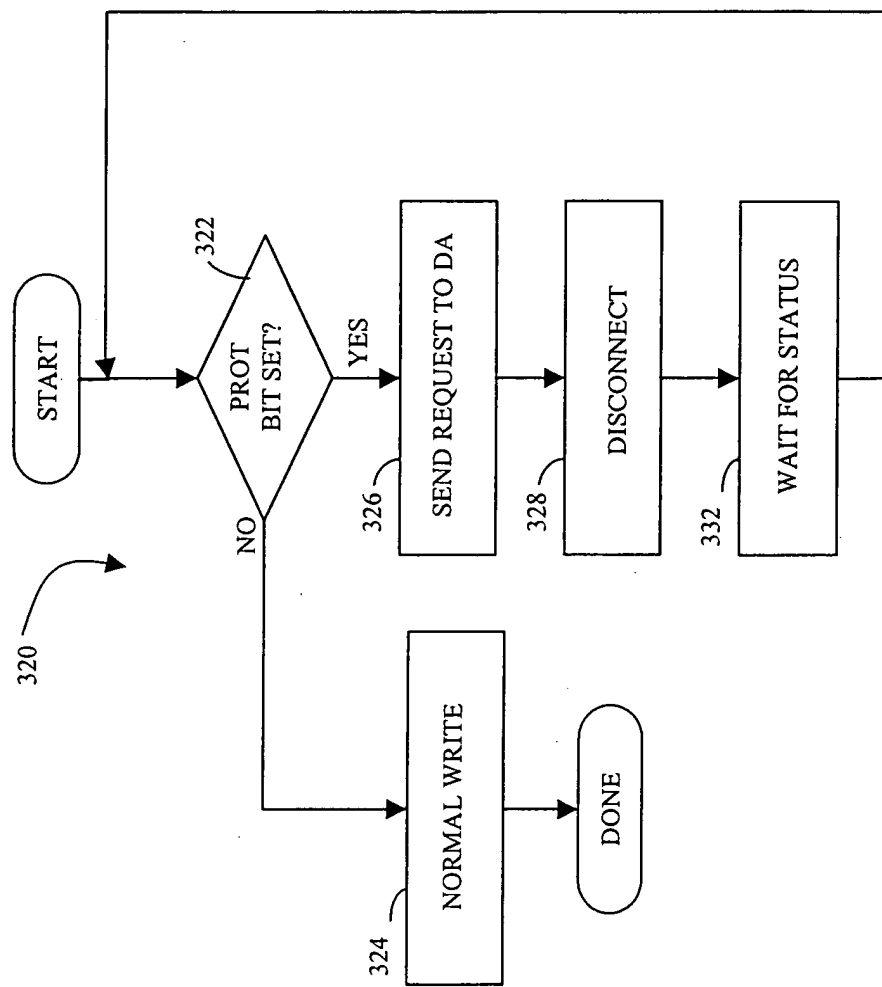 320
START
322
PROT
BIT SET?
NO
YES
324
NORMAL WRITE
DONE
326
SEND REQUEST TO DA
328
DISCONNECT
332
WAIT FOR STATUS